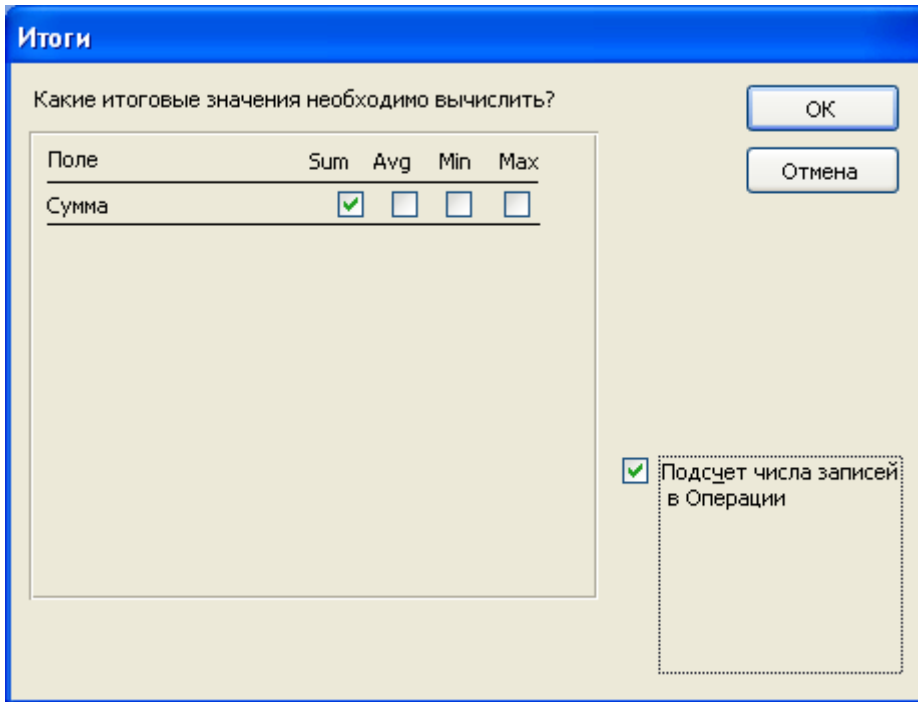 Итоги
Какие итоговые значения необходимо вычислить?
OK
Поле Sum Avg Min Max
Отмена
Сумма
Подсчет числа записей
в Операции